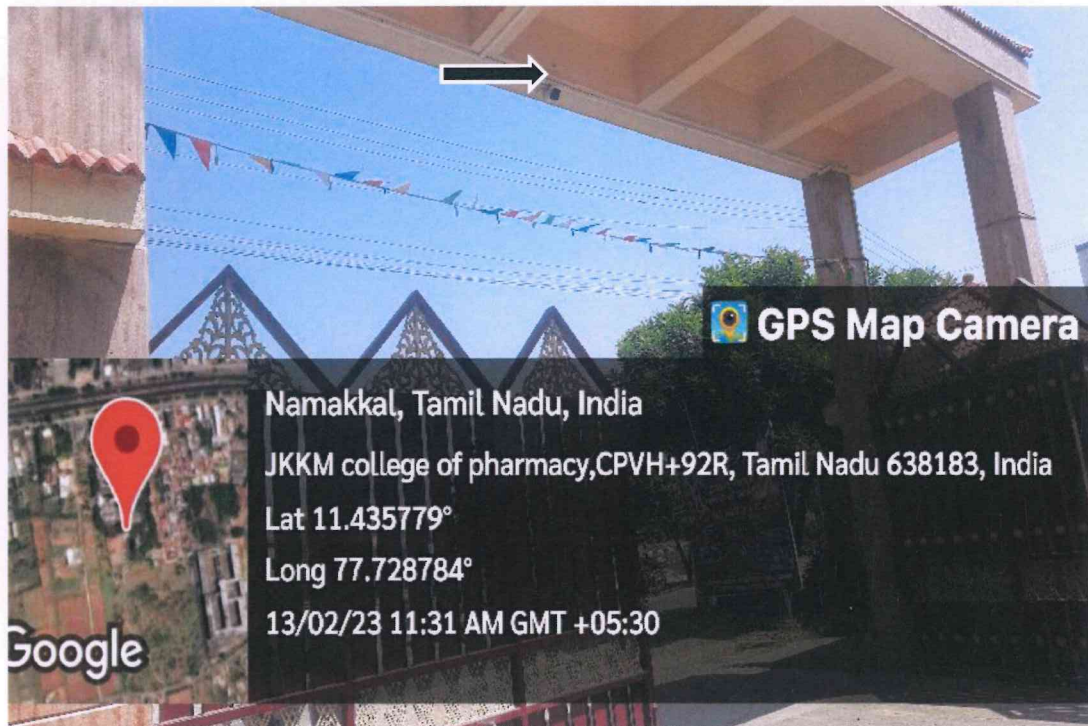 GPS Map Camera
Namakkal, Tamil Nadu, India
JKKM college of pharmacy,CPVH+92R, Tamil Nadu 638183, India
Lat 11.435779°
Long 77.728784°
13/02/23 11:31 AM GMT +05:30
Google